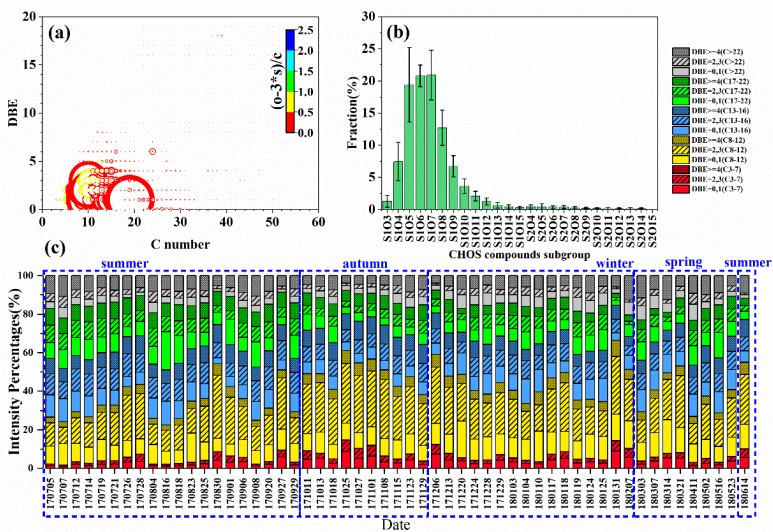 (a)
DBE
20
15
10
5
0
0 10 20 30 40 50 60
C number
(o-3*s)/c
2.5
2.0
1.5
1.0
0.5
0.0
(b)
Fraction(%)
30
25
20
15
10
5
0
S1O3 S1O4 S1O5 S1O6 S1O7 S1O8 S1O9 S1O10 S1O11 S1O12 S1O13 S1O14 S1O15 S2O4 S2O5 S2O6 S2O7 S2O8 S2O9 S2O10 S2O11 S2O12 S2O13 S2O14 S2O15
CHOS compounds subgroup
DBE>=4(C>22)
DBE=2,3(C>22)
DBE=0,1(C>22)
DBE>=4(C17-22)
DBE=2,3(C17-22)
DBE=0,1(C17-22)
DBE>=4(C13-16)
DBE=2,3(C13-16)
DBE=0,1(C13-16)
DBE>=4(C8-12)
DBE=2,3(C8-12)
DBE=0,1(C8-12)
DBE>=4(C3-7)
DBE=2,3(C3-7)
DBE=0,1(C3-7)
(c)
summer autumn winter spring summer
Intensity Percentages(%)
100
80
60
40
20
0
170705 170707 170712 170714 170719 170721 170726 170728 170804 170816 170818 170823 170825 170830 170901 170906 170908 170920 170927 170929 171011 171013 171018 171025 171027 171101 171108 171115 171123 171129 171206 171213 171220 171224 171228 171229 180103 180104 180110 180117 180118 180119 180124 180125 180131 180207 180303 180307 180314 180321 180411 180502 180516 180523 180614
Date